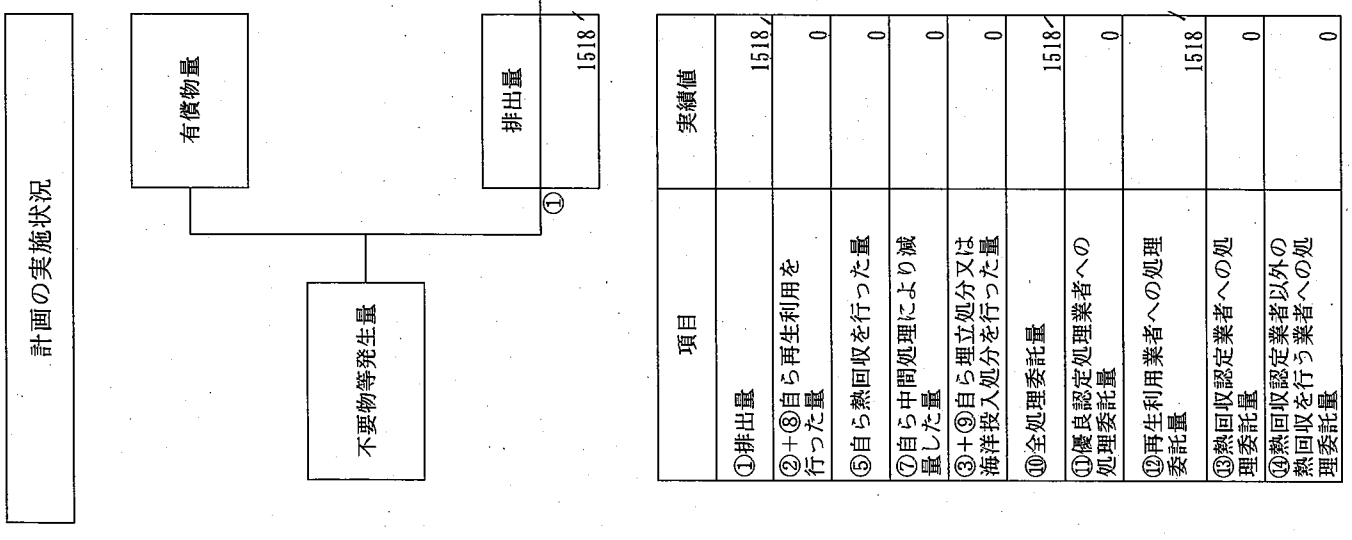 計画の実施状況
不要物等発生量
有償物量
排出量
①
1518
項目
実績値
①排出量
1518
②+⑧自ら再生利用を
行った量
0
⑤自ら熱回収を行った量
0
⑦自ら中間処理により減
量した量
0
③+⑨自ら埋立処分又は
海洋投入処分を行った量
0
⑩全処理委託量
1518
⑪優良認定処理業者への
処理委託量
0
⑫再生利用業者への処理
委託量
1518
⑬熱回収認定業者への処
理委託量
0
⑭熱回収認定業者以外の
熱回収を行う業者への処
理委託量
0